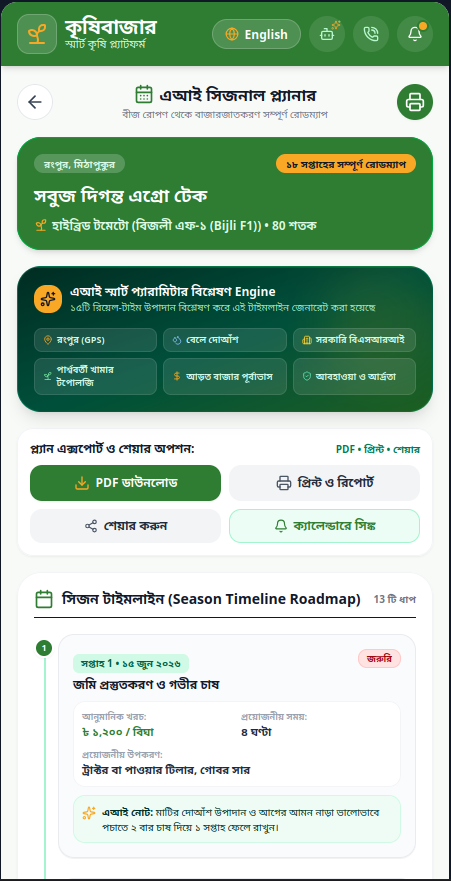 কৃষিবাজার
স্মার্ট কৃষি প্ল্যাটফর্ম
English
এআই সিজনাল প্ল্যানার
বীজ রোপণ থেকে বাজারজাতকরণ সম্পূর্ণ রোডম্যাপ
রংপুর, মিঠাপুকুর
১৮ সপ্তাহের সম্পূর্ণ রোডম্যাপ
সবুজ দিগন্ত এগ্রো টেক
হাইব্রিড টমেটো (বিজলী এফ-১ (Bijli F1)) • 80 শতক
এআই স্মার্ট প্যারামিটার বিশ্লেষণ Engine
১৫টি রিয়েল-টাইম উপাদান বিশ্লেষণ করে এই টাইমলাইন জেনারেট করা হয়েছে
রংপুর (GPS)
বেলে দোআঁশ
সরকারি বিএসআরআই
পার্শ্ববর্তী খামার
টপোলজি
আড়ত বাজার পূর্বাভাস
আবহাওয়া ও আর্দ্রতা
প্ল্যান এক্সপোর্ট ও শেয়ার অপশন:
PDF • প্রিন্ট • শেয়ার
PDF ডাউনলোড
প্রিন্ট ও রিপোর্ট
শেয়ার করুন
ক্যালেন্ডারে সিঙ্ক
সিজন টাইমলাইন (Season Timeline Roadmap)
13 টি ধাপ
1
সপ্তাহ 1 • ১৫ জুন ২০২৬
জরুরি
জমি প্রস্তুতকরণ ও গভীর চাষ
আনুমানিক খরচ:
প্রয়োজনীয় সময়:
৳ ১,২০০ / বিঘা
৪ ঘণ্টা
প্রয়োজনীয় উপকরণ:
ট্রাক্টর বা পাওয়ার টিলার, গোবর সার
এআই নোট: মাটির দোআঁশ উপাদান ও আগের আমন নাড়া ভালোভাবে
পচাতে ২ বার চাষ দিয়ে ১ সপ্তাহ ফেলে রাখুন।